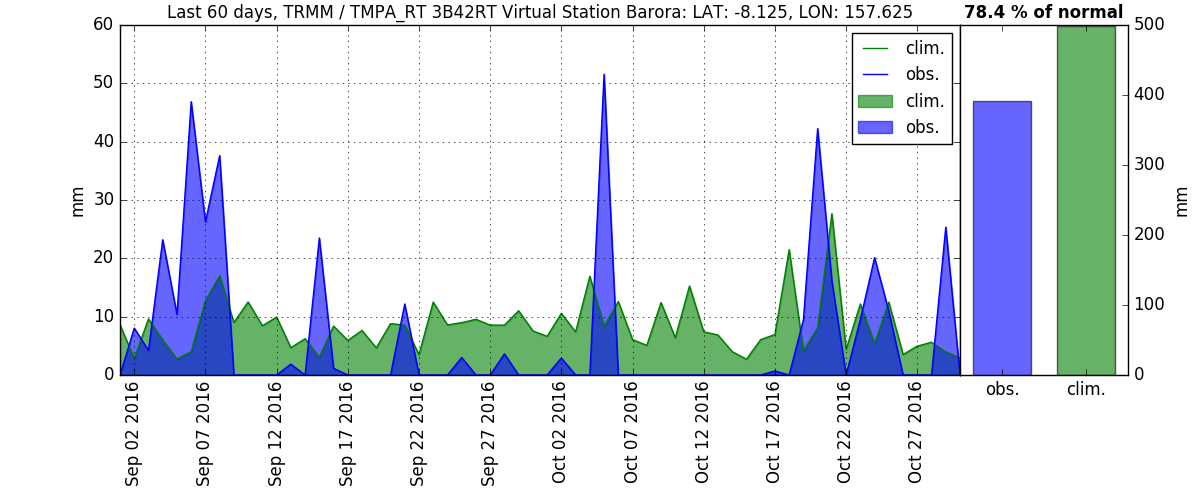 Last 60 days, TRMM / TMPA_RT 3B42RT Virtual Station Barora: LAT: -8.125, LON: 157.625
78.4 % of normal
60
50
40
30
20
10
0
mm
clim.
obs.
clim.
obs.
500
400
300
200
100
0
mm
obs.
clim.
Sep 02 2016
Sep 07 2016
Sep 12 2016
Sep 17 2016
Sep 22 2016
Sep 27 2016
Oct 02 2016
Oct 07 2016
Oct 12 2016
Oct 17 2016
Oct 22 2016
Oct 27 2016